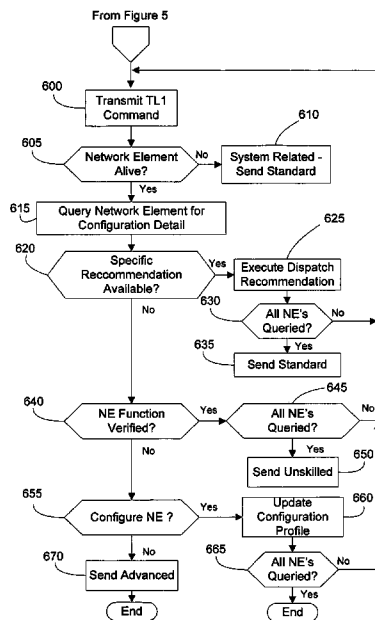 From Figure 5
600
Transmit TL1
Command
605
Network Element
Alive?
No
610
System Related -
Send Standard
Yes
615
Query Network Element for
Configuration Detail
620
Specific
Recommendation
Available?
Yes
625
Execute Dispatch
Recommendation
630
All NE's
Queried?
No
Yes
635
Send Standard
No
640
NE Function
Verified?
Yes
645
All NE's
Queried?
No
Yes
650
Send Unskilled
No
655
Configure NE ?
Yes
660
Update
Configuration
Profile
No
670
Send Advanced
665
All NE's
Queried?
No
Yes
End
End